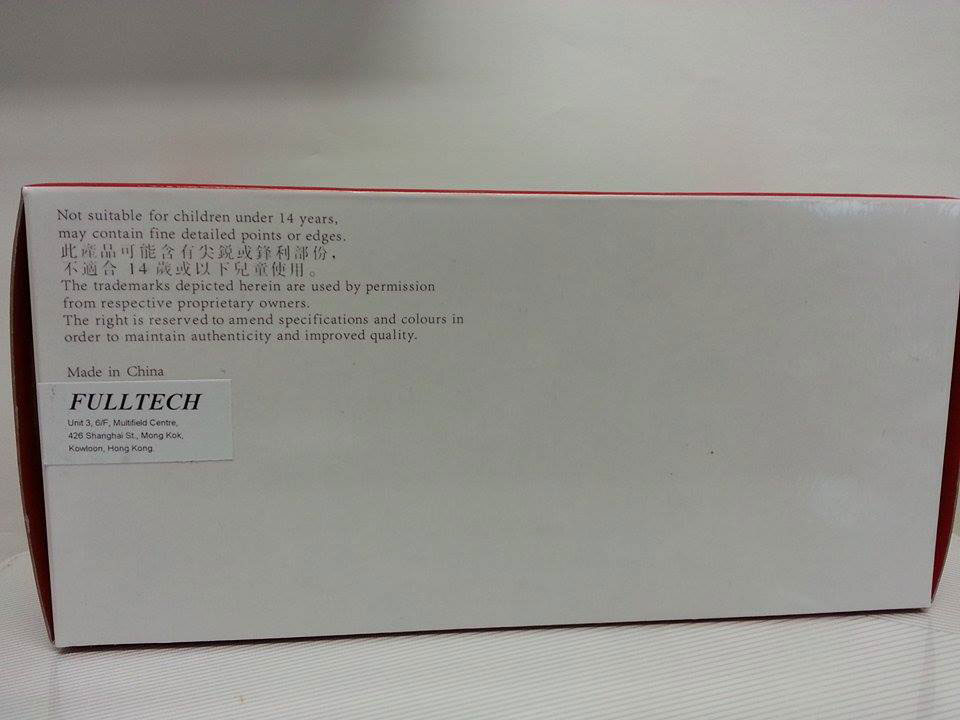 Not suitable for children under 14 years,
may contain fine detailed points or edges.
此產品可能含有尖鋭或鋒利部份，
不適合 14 歲或以下兒童使用。
The trademarks depicted herein are used by permission
from respective proprietary owners.
The right is reserved to amend specifications and colours in
order to maintain authenticity and improved quality.
Made in China
FULLTECH
Unit 3, 6/F, Multifield Centre,
426 Shanghai St., Mong Kok,
Kowloon, Hong Kong.